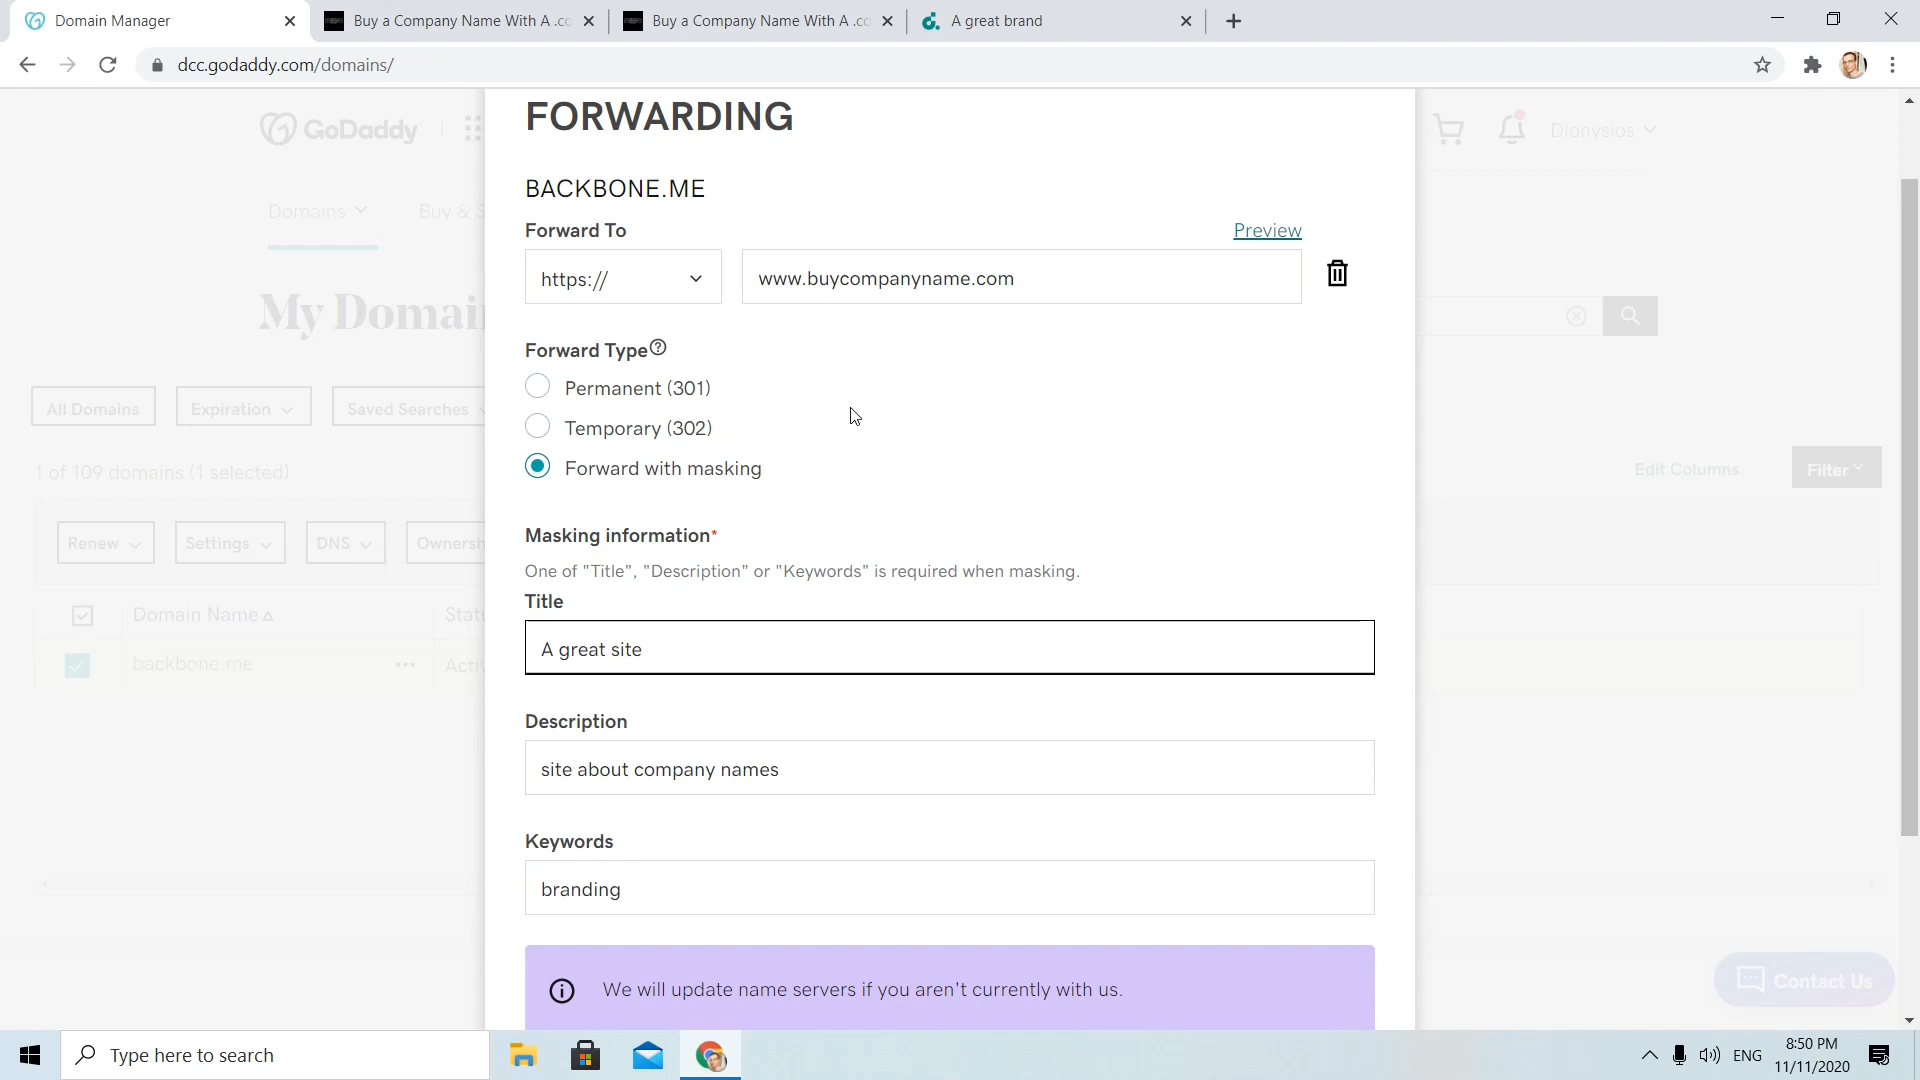 Domain Manager
Buy a Company Name With A .co
Buy a Company Name With A .co
A great brand
dcc.godaddy.com/domains/
FORWARDING
GoDaddy
Dionysios
BACKBONE.ME
Domains
Buy & S
Forward To
Preview
https://
www.buycompanyname.com
My Domai
Forward Type
Permanent (301)
All Domains
Expiration
Saved Searches
Temporary (302)
1 of 109 domains (1 selected)
Forward with masking
Edit Columns
Filter
Renew
Settings
DNS
Ownersh
Masking information*
One of "Title", "Description" or "Keywords" is required when masking.
Title
Domain Name
Statu
A great site
backbone.me
Activ
Description
site about company names
Keywords
branding
We will update name servers if you aren't currently with us.
Contact Us
Type here to search
ENG
8:50 PM
11/11/2020